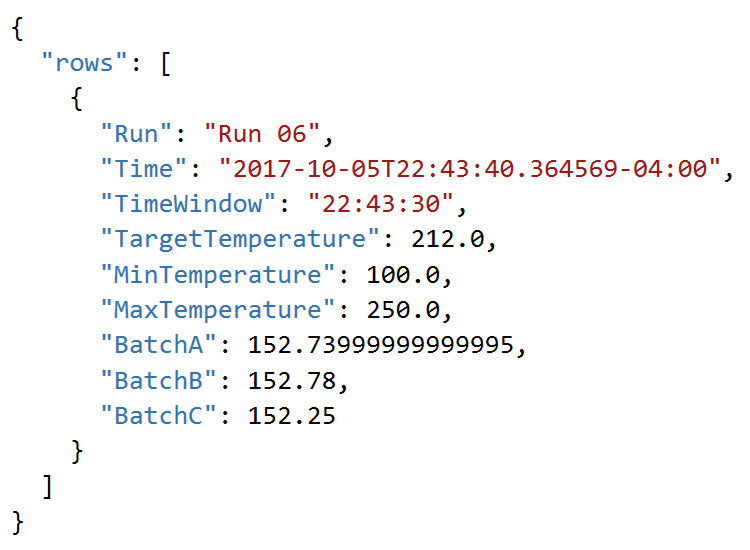 {
  "rows": [
    {
      "Run": "Run 06",
      "Time": "2017-10-05T22:43:40.364569-04:00",
      "TimeWindow": "22:43:30",
      "TargetTemperature": 212.0,
      "MinTemperature": 100.0,
      "MaxTemperature": 250.0,
      "BatchA": 152.73999999999995,
      "BatchB": 152.78,
      "BatchC": 152.25
    }
  ]
}